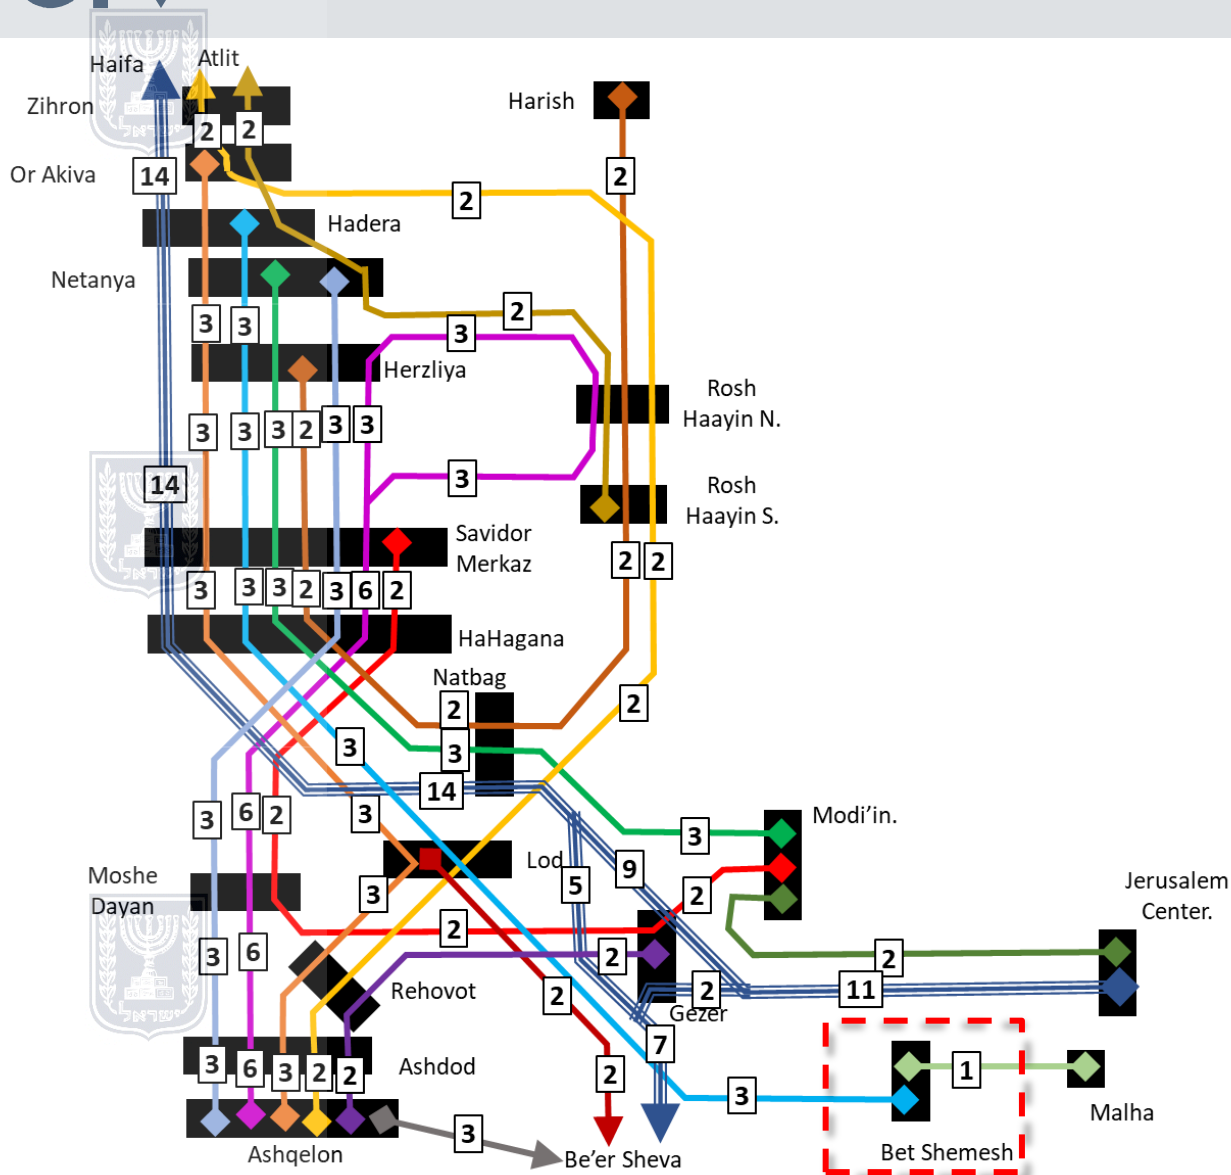 Haifa
Atlit
Zihron
Harish
2
2
Or Akiva
14
2
2
Hadera
Netanya
3
3
2
3
Herzliya
Rosh
Haayin N.
3
3
3
2
3
3
14
3
Rosh
Haayin S.
Savidor
Merkaz
2
2
3
3
3
2
3
6
2
HaHagana
Natbag
2
2
3
3
14
3
6
2
3
3
Modi'in.
Lod
9
5
Moshe
Dayan
3
2
Jerusalem
Center.
2
3
6
2
2
Rehovot
2
2
11
Gezer
7
Ashdod
3
6
3
2
2
2
1
3
Malha
3
Ashqelon
Be'er Sheva
Bet Shemesh